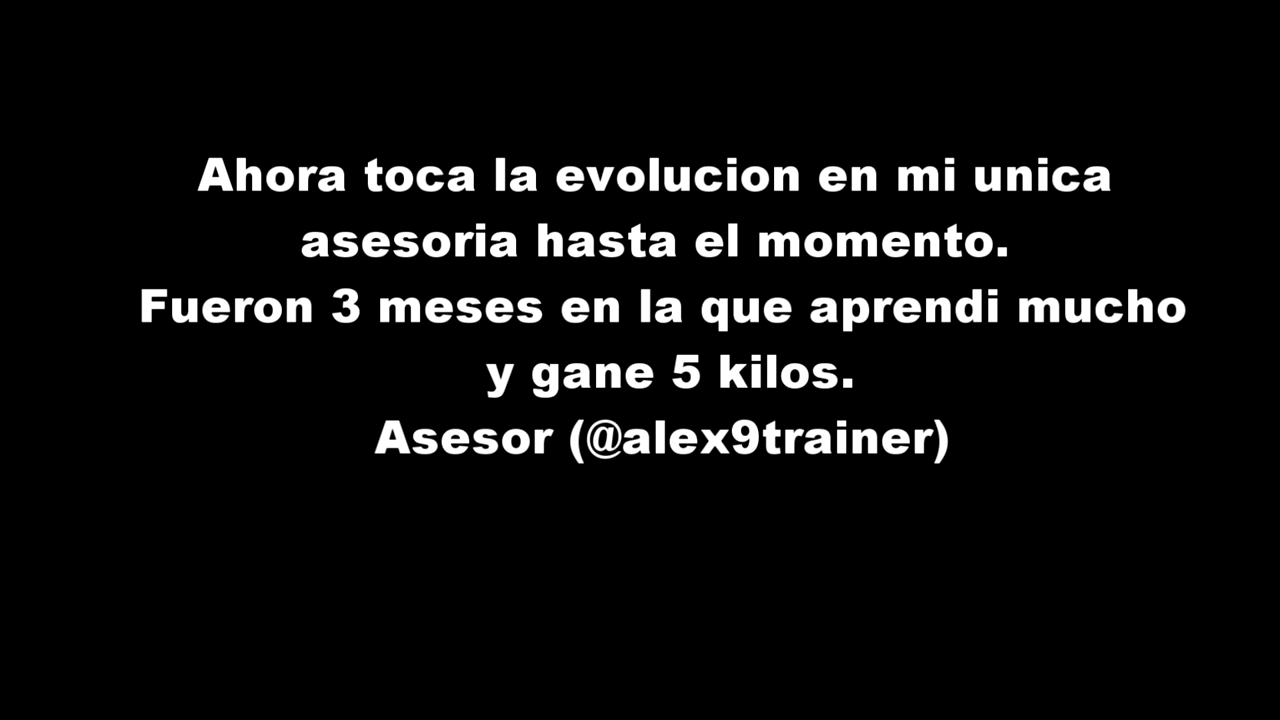 Ahora toca la evolucion en mi unica
asesoria hasta el momento.
Fueron 3 meses en la que aprendi mucho
y gane 5 kilos.
Asesor (@alex9trainer)